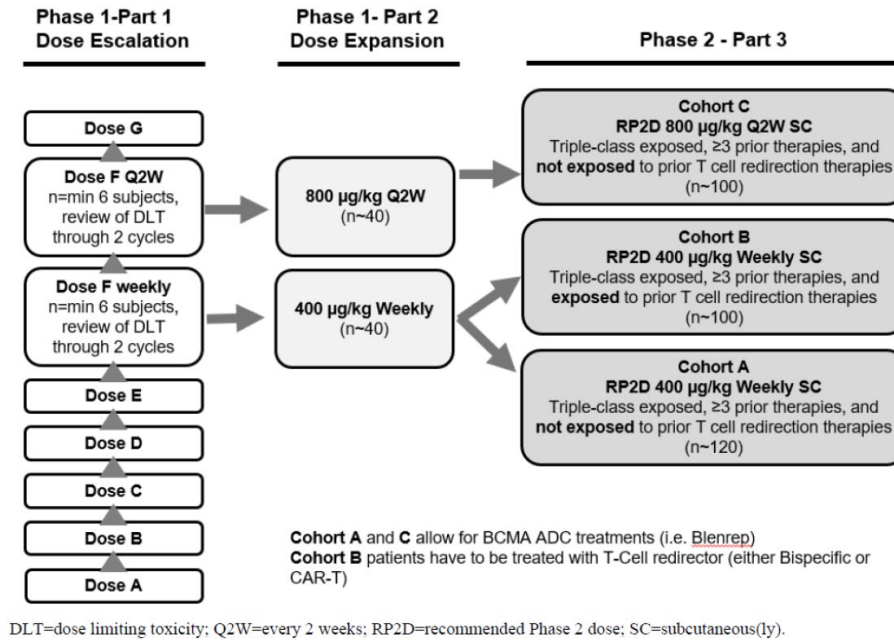 Phase 1-Part 1
Dose Escalation
Phase 1- Part 2
Dose Expansion
Phase 2 - Part 3
Dose G
Dose F Q2W
n=min 6 subjects,
review of DLT
through 2 cycles
Dose F weekly
n=min 6 subjects,
review of DLT
through 2 cycles
Dose E
Dose D
Dose C
Dose B
Dose A
800 µg/kg Q2W
(n~40)
400 µg/kg Weekly
(n~40)
Cohort C
RP2D 800 µg/kg Q2W SC
Triple-class exposed, ≥3 prior therapies, and
not exposed to prior T cell redirection therapies
(n~100)
Cohort B
RP2D 400 µg/kg Weekly SC
Triple-class exposed, ≥3 prior therapies, and
exposed to prior T cell redirection therapies
(n~100)
Cohort A
RP2D 400 µg/kg Weekly SC
Triple-class exposed, ≥3 prior therapies, and
not exposed to prior T cell redirection therapies
(n~120)
Cohort A and C allow for BCMA ADC treatments (i.e. Blenrep)
Cohort B patients have to be treated with T-Cell redirector (either Bispecific or
CAR-T)
DLT=dose limiting toxicity; Q2W=every 2 weeks; RP2D=recommended Phase 2 dose; SC=subcutaneous(ly).